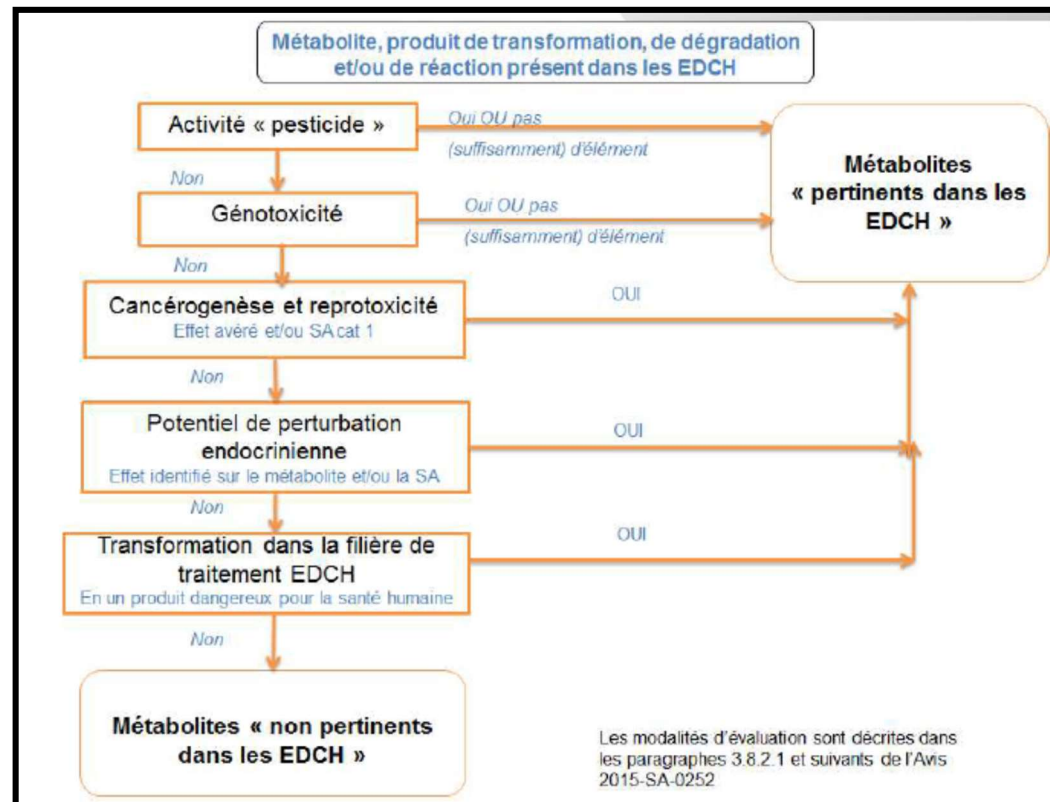 Métabolite, produit de transformation, de dégradation
et/ou de réaction présent dans les EDCH
Activité « pesticide »
Oui OU pas
(suffisamment) d'élément
Métabolites
« pertinents dans les
EDCH »
Non
Génotoxicité
Oui OU pas
(suffisamment) d'élément
Non
Cancérogenèse et reprotoxicité
Effet avéré et/ou SA cat 1
OUI
Non
Potentiel de perturbation
endocrinienne
Effet identifié sur le métabolite et/ou la SA
OUI
Non
Transformation dans la filière de
traitement EDCH
En un produit dangereux pour la santé humaine
OUI
Non
Métabolites « non pertinents
dans les EDCH »
Les modalités d'évaluation sont décrites dans
les paragraphes 3.8.2.1 et suivants de l'Avis
2015-SA-0252